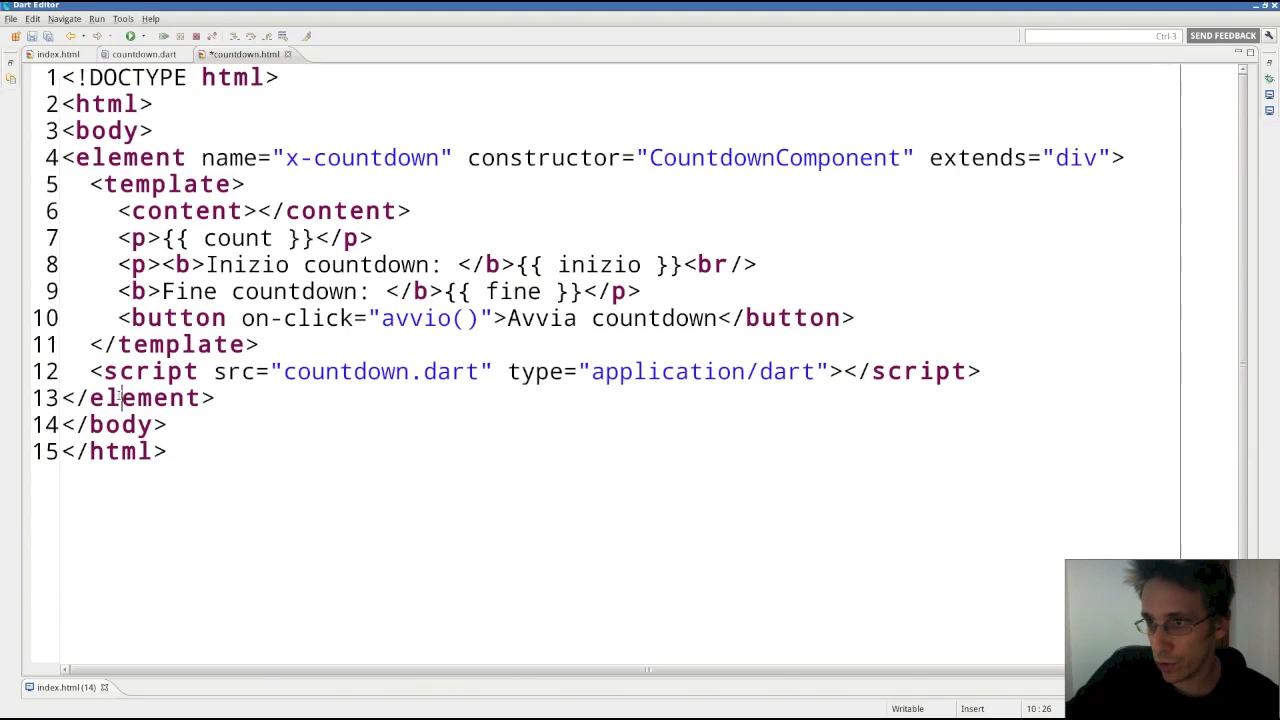 Dart Editor
File Edit Navigate Run Tools Help
Ctrl-3 SEND FEEDBACK
index.html countdown.dart *countdown.html
1<!DOCTYPE html>
2<html>
3<body>
4<element name="x-countdown" constructor="CountdownComponent" extends="div">
5 <template>
6 <content></content>
7 <p>{{ count }}</p>
8 <p><b>Inizio countdown: </b>{{ inizio }}<br/>
9 <b>Fine countdown: </b>{{ fine }}</p>
10 <button on-click="avvio()">Avvia countdown</button>
11 </template>
12 <script src="countdown.dart" type="application/dart"></script>
13</element>
14</body>
15</html>
index.html (14)
Writable Insert 10:26